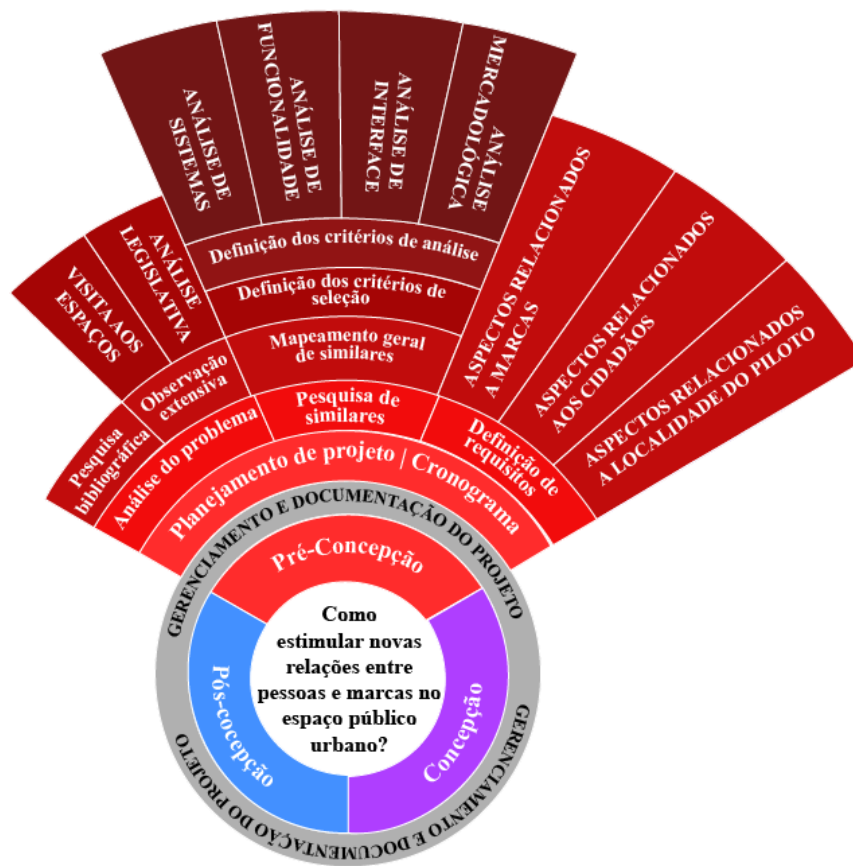 ANÁLISE DE
SISTEMAS
ANÁLISE DE
FUNCIONALIDADE
ANÁLISE DE
INTERFACE
ANÁLISE
MERCADOLÓGICA
VISITA AOS
ESPAÇOS
ANÁLISE
LEGISLATIVA
Definição dos critérios de análise
Definição dos critérios de
seleção
Mapeamento geral
de similares
Pesquisa de
similares
ASPECTOS RELACIONADOS
A MARCAS
ASPECTOS RELACIONADOS
AOS CIDADÃOS
ASPECTOS RELACIONADOS
A LOCALIDADE DO PILOTO
Pesquisa
bibliográfica
Observação
extensiva
Análise do problema
Definição de
requisitos
Planejamento de projeto | Cronograma
GERENCIAMENTO E DOCUMENTAÇÃO DO PROJETO
Pré-Concepção
Como
estimular novas
relações entre
pessoas e marcas no
espaço público
urbano?
Pós-cocepção
Concepção
GERENCIAMENTO E DOCUMENTAÇÃO DO PROJETO